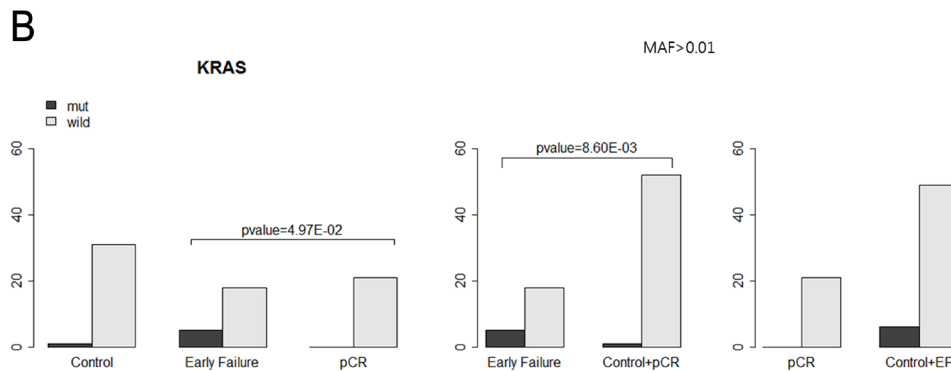 B
MAF>0.01
KRAS
mut
wild
60
40
20
0
pvalue=4.97E-02
Control
Early Failure
pCR
60
40
20
0
pvalue=8.60E-03
Early Failure
Control+pCR
60
40
20
0
pCR
Control+EF